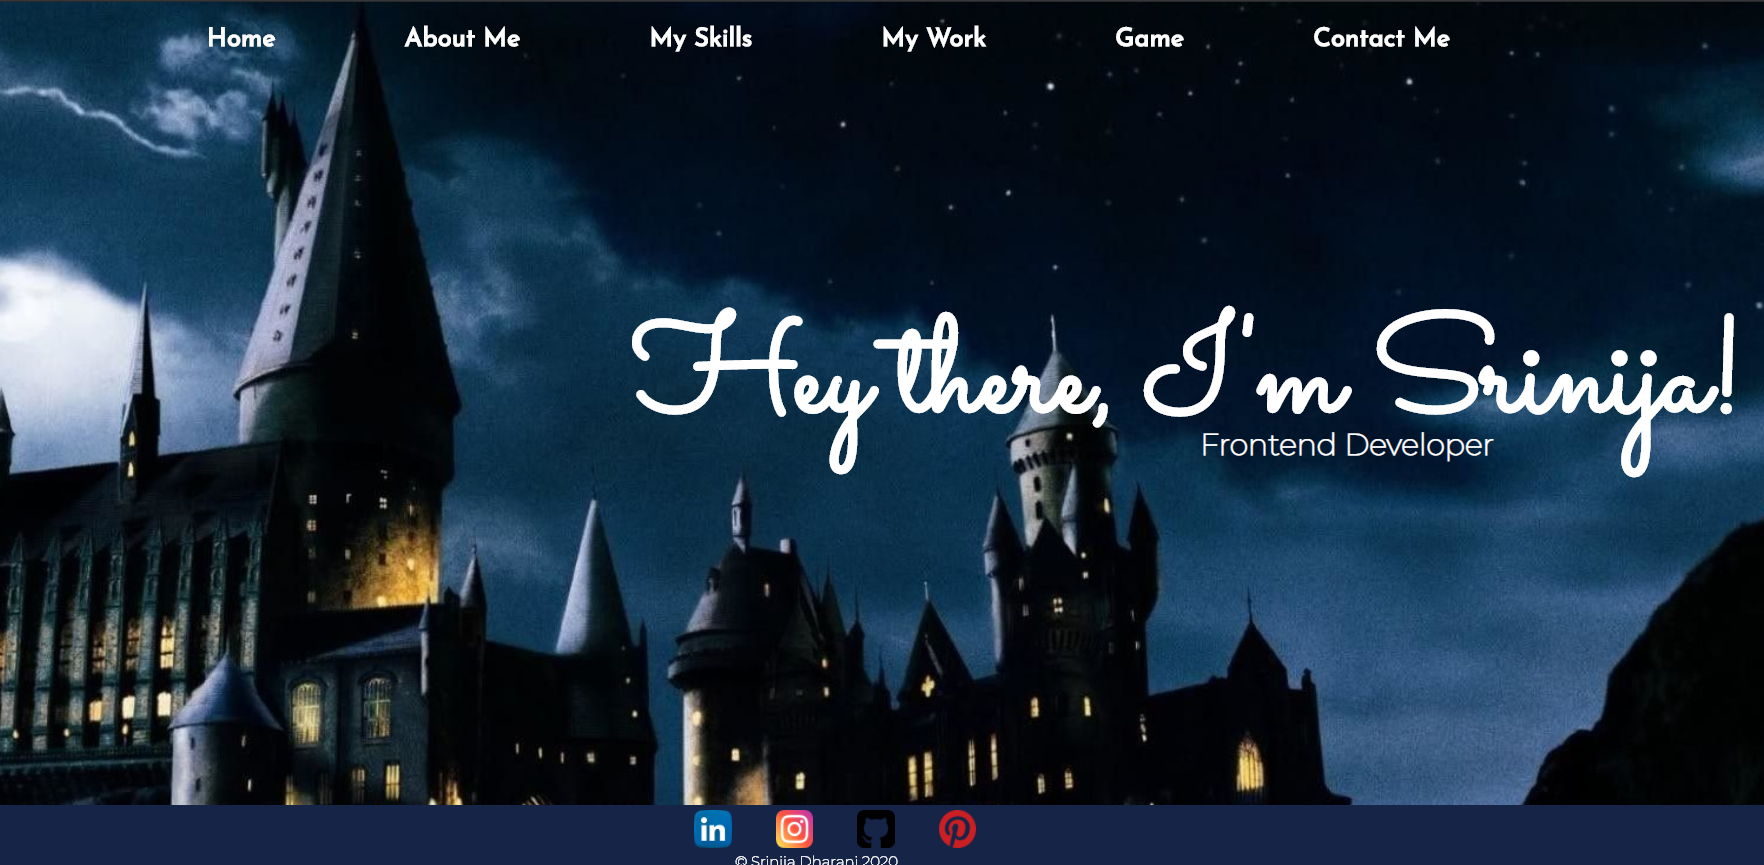 Home About Me My Skills My Work Game Contact Me
Hey there, I'm Srinija!
Frontend Developer
in
© Srinija Dharani 2020